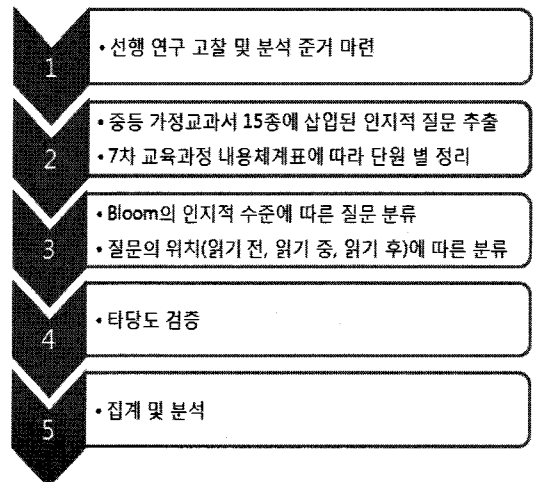 1
• 선행 연구 고찰 및 분석 준거 마련
2
• 중등 가정교과서 15종에 삽입된 인지적 질문 추출
• 7차 교육과정 내용체계표에 따라 단원 별 정리
3
• Bloom의 인지적 수준에 따른 질문 분류
• 질문의 위치(읽기 전, 읽기 중, 읽기 후)에 따른 분류
4
• 타당도 검증
5
• 집계 및 분석